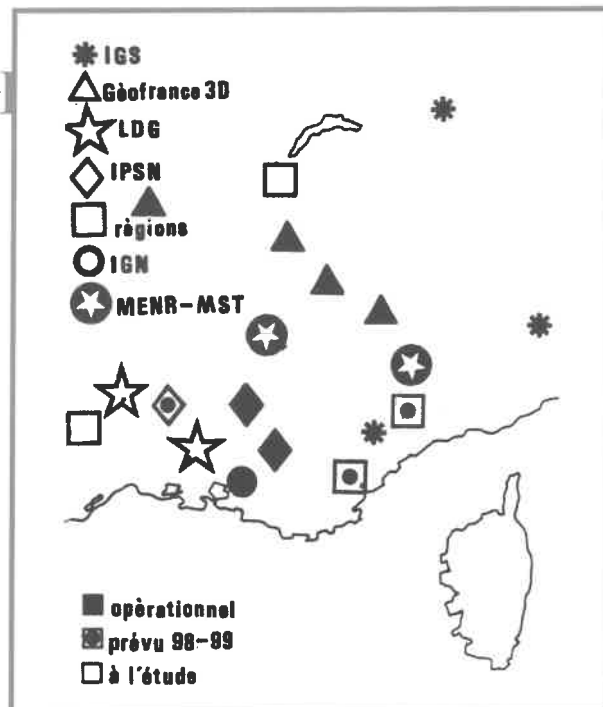 IGS
Gèofrance 3D
LDG
IPSN
règions
IGN
MENR-MST
opèrationnel
prévu 98-99
à l'étude